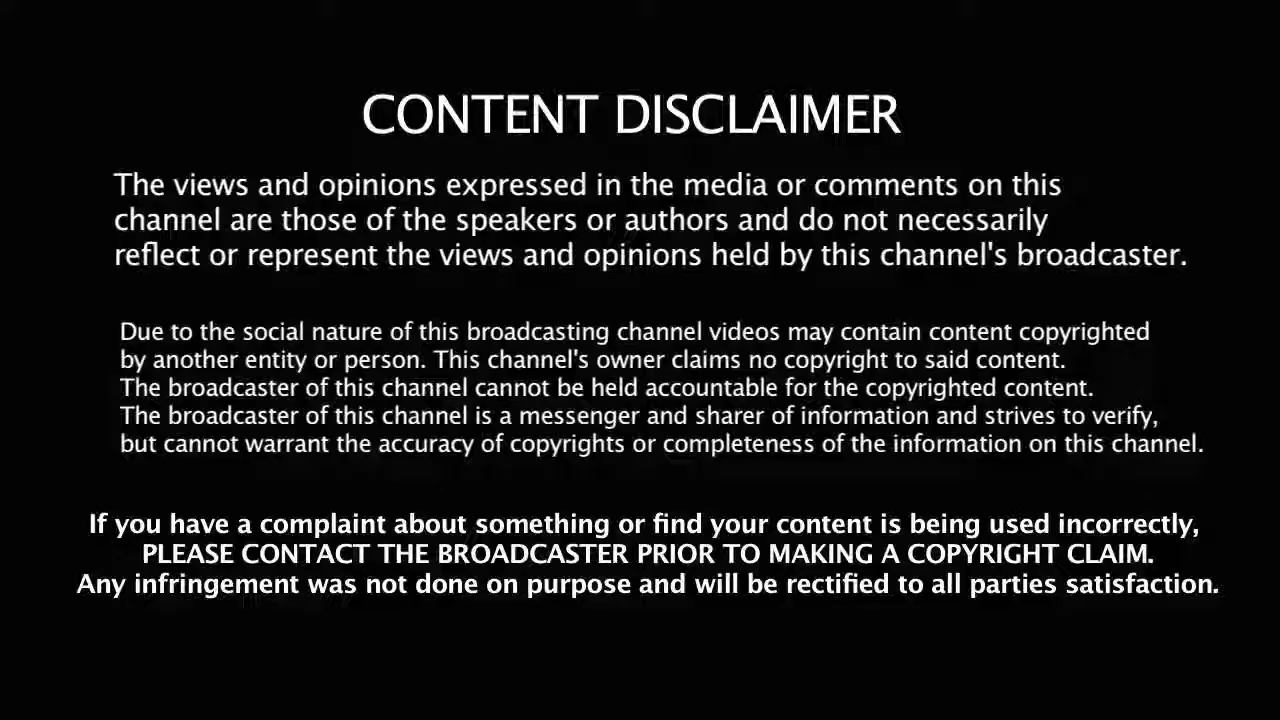 CONTENT DISCLAIMER
The views and opinions expressed in the media or comments on this
channel are those of the speakers or authors and do not necessarily
reflect or represent the views and opinions held by this channel's broadcaster.
Due to the social nature of this broadcasting channel videos may contain content copyrighted
by another entity or person. This channel's owner claims no copyright to said content.
The broadcaster of this channel cannot be held accountable for the copyrighted content.
The broadcaster of this channel is a messenger and sharer of information and strives to verify,
but cannot warrant the accuracy of copyrights or completeness of the information on this channel.
If you have a complaint about something or find your content is being used incorrectly,
PLEASE CONTACT THE BROADCASTER PRIOR TO MAKING A COPYRIGHT CLAIM.
Any infringement was not done on purpose and will be rectified to all parties satisfaction.